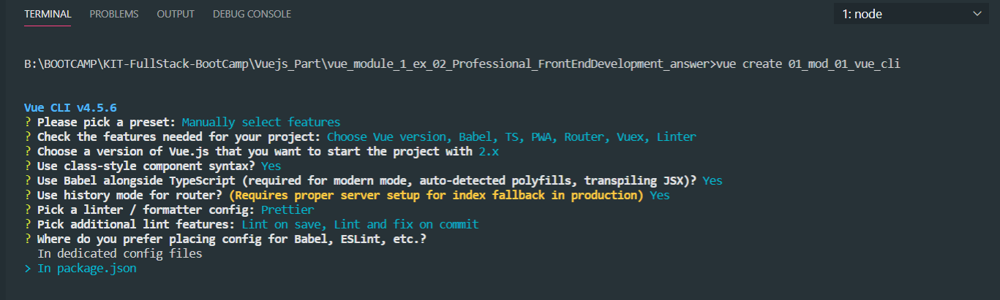 TERMINAL PROBLEMS OUTPUT DEBUG CONSOLE 1: node
B:\BOOTCAMP\KIT-FullStack-BootCamp\Vuejs_Part\vue_module_1_ex_02_Professional_FrontEndDevelopment_answer>vue create 01_mod_01_vue_cli
Vue CLI v4.5.6
? Please pick a preset: Manually select features
? Check the features needed for your project: Choose Vue version, Babel, TS, PWA, Router, Vuex, Linter
? Choose a version of Vue.js that you want to start the project with 2.x
? Use class-style component syntax? Yes
? Use Babel alongside TypeScript (required for modern mode, auto-detected polyfills, transpiling JSX)? Yes
? Use history mode for router? (Requires proper server setup for index fallback in production) Yes
? Pick a linter / formatter config: Prettier
? Pick additional lint features: Lint on save, Lint and fix on commit
? Where do you prefer placing config for Babel, ESLint, etc.?
In dedicated config files
> In package.json